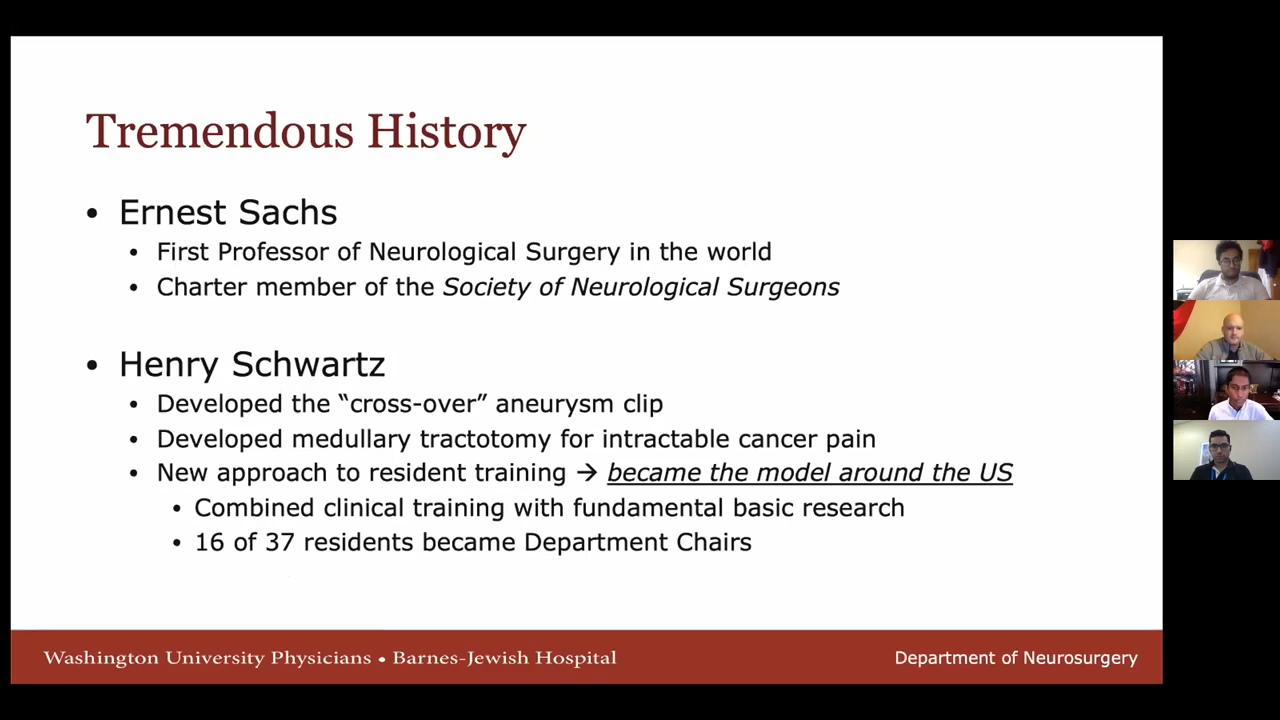 Tremendous History
• Ernest Sachs
• First Professor of Neurological Surgery in the world
• Charter member of the Society of Neurological Surgeons
• Henry Schwartz
• Developed the “cross-over” aneurysm clip
• Developed medullary tractotomy for intractable cancer pain
• New approach to resident training → became the model around the US
• Combined clinical training with fundamental basic research
• 16 of 37 residents became Department Chairs
Washington University Physicians • Barnes-Jewish Hospital
Department of Neurosurgery